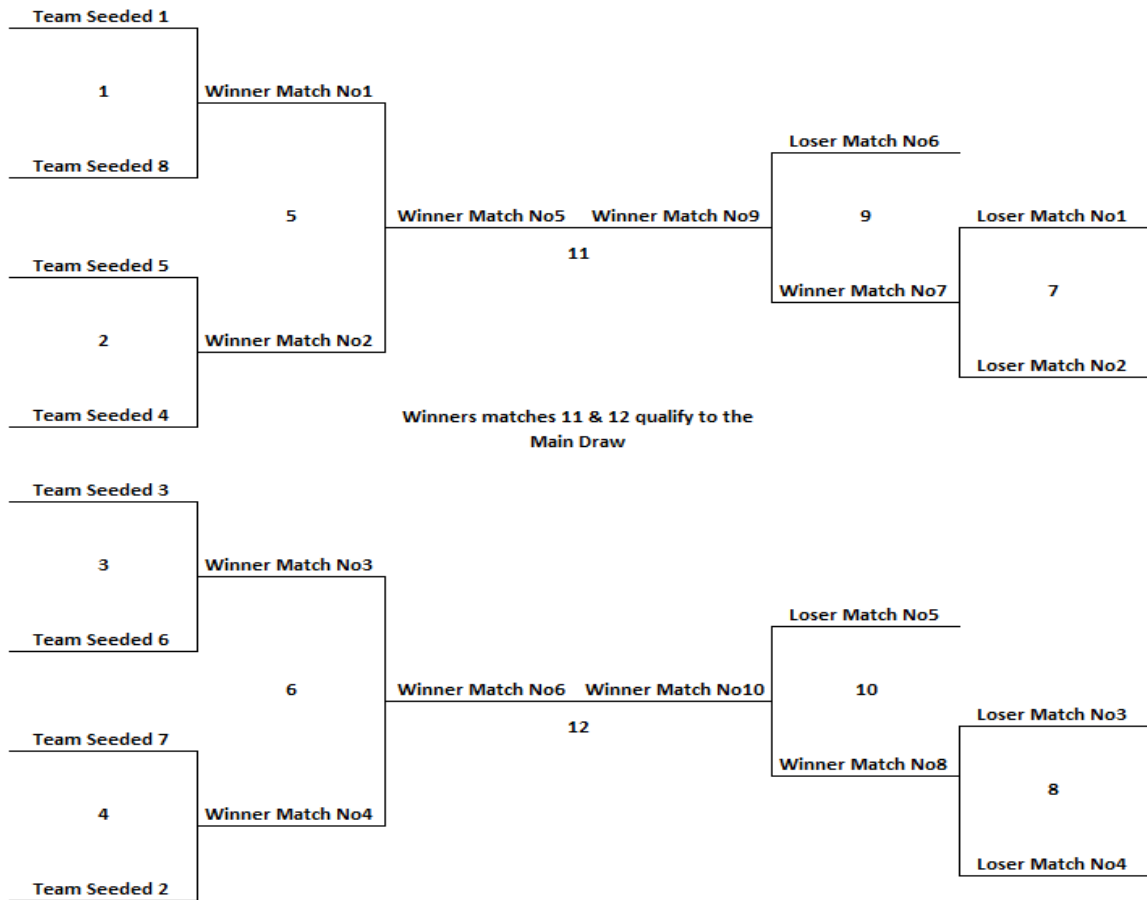 Team Seeded 1
1
Winner Match No1
Team Seeded 8
5
Winner Match No5
Team Seeded 5
2
Winner Match No2
Team Seeded 4
Winner Match No9
11
Loser Match No6
9
Loser Match No1
Winner Match No7
7
Loser Match No2
Winners matches 11 & 12 qualify to the
Main Draw
Team Seeded 3
3
Winner Match No3
Team Seeded 6
6
Winner Match No6
Team Seeded 7
4
Winner Match No4
Team Seeded 2
Winner Match No10
12
Loser Match No5
10
Loser Match No3
Winner Match No8
8
Loser Match No4